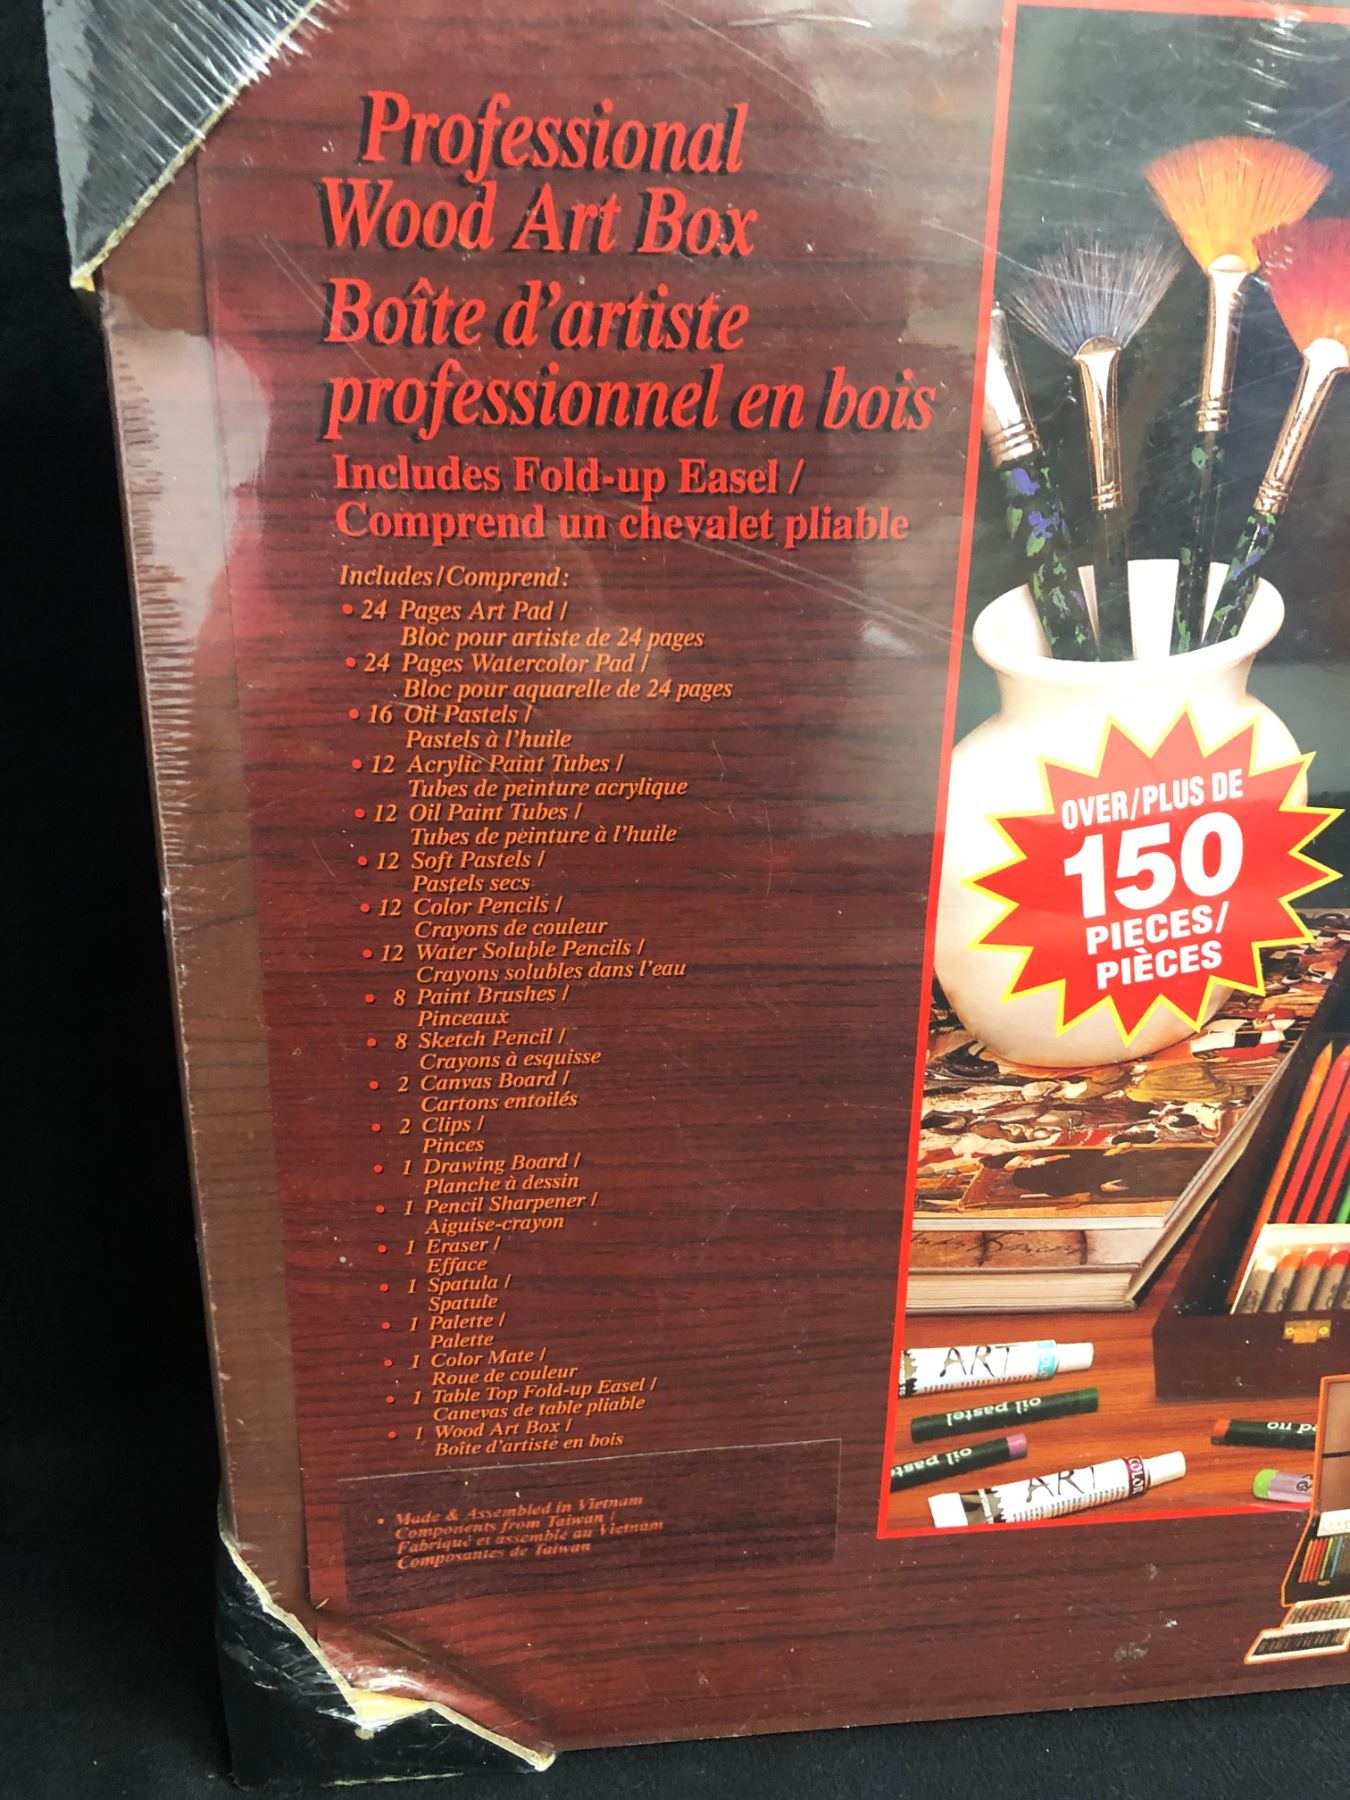 Professional
Wood Art Box
Boîte d'artiste
professionnel en bois
Includes Fold-up Easel /
Comprend un chevalet pliable
Includes/Comprend:
• 24 Pages Art Pad /
Bloc pour artiste de 24 pages
• 24 Pages Watercolor Pad /
Bloc pour aquarelle de 24 pages
• 16 Oil Pastels /
Pastels à l'huile
• 12 Acrylic Paint Tubes /
Tubes de peinture acrylique
• 12 Oil Paint Tubes /
Tubes de peinture à l'huile
• 12 Soft Pastels /
Pastels secs
• 12 Color Pencils /
Crayons de couleur
• 12 Water Soluble Pencils /
Crayons solubles dans l'eau
• 8 Paint Brushes /
Pinceaux
• 8 Sketch Pencil /
Crayons à esquisse
• 2 Canvas Board /
Cartons entoilés
• 2 Clips /
Pinces
• 1 Drawing Board /
Planche à dessin
• 1 Pencil Sharpener /
Aiguise-crayon
• 1 Eraser /
Efface
• 1 Spatula /
Spatule
• 1 Palette /
Palette
• 1 Color Mate /
Roue de couleur
• 1 Table Top Fold-up Easel /
Canevas de table pliable
• 1 Wood Art Box /
Boîte d'artiste en bois
• Made & Assembled in Vietnam
Components from Taiwan /
Fabriqué et assemblé au Vietnam
Composantes de Taiwan
OVER/PLUS DE
150
PIECES/
PIÈCES
ART
oil pastel
oil pastel
ART
COLOR